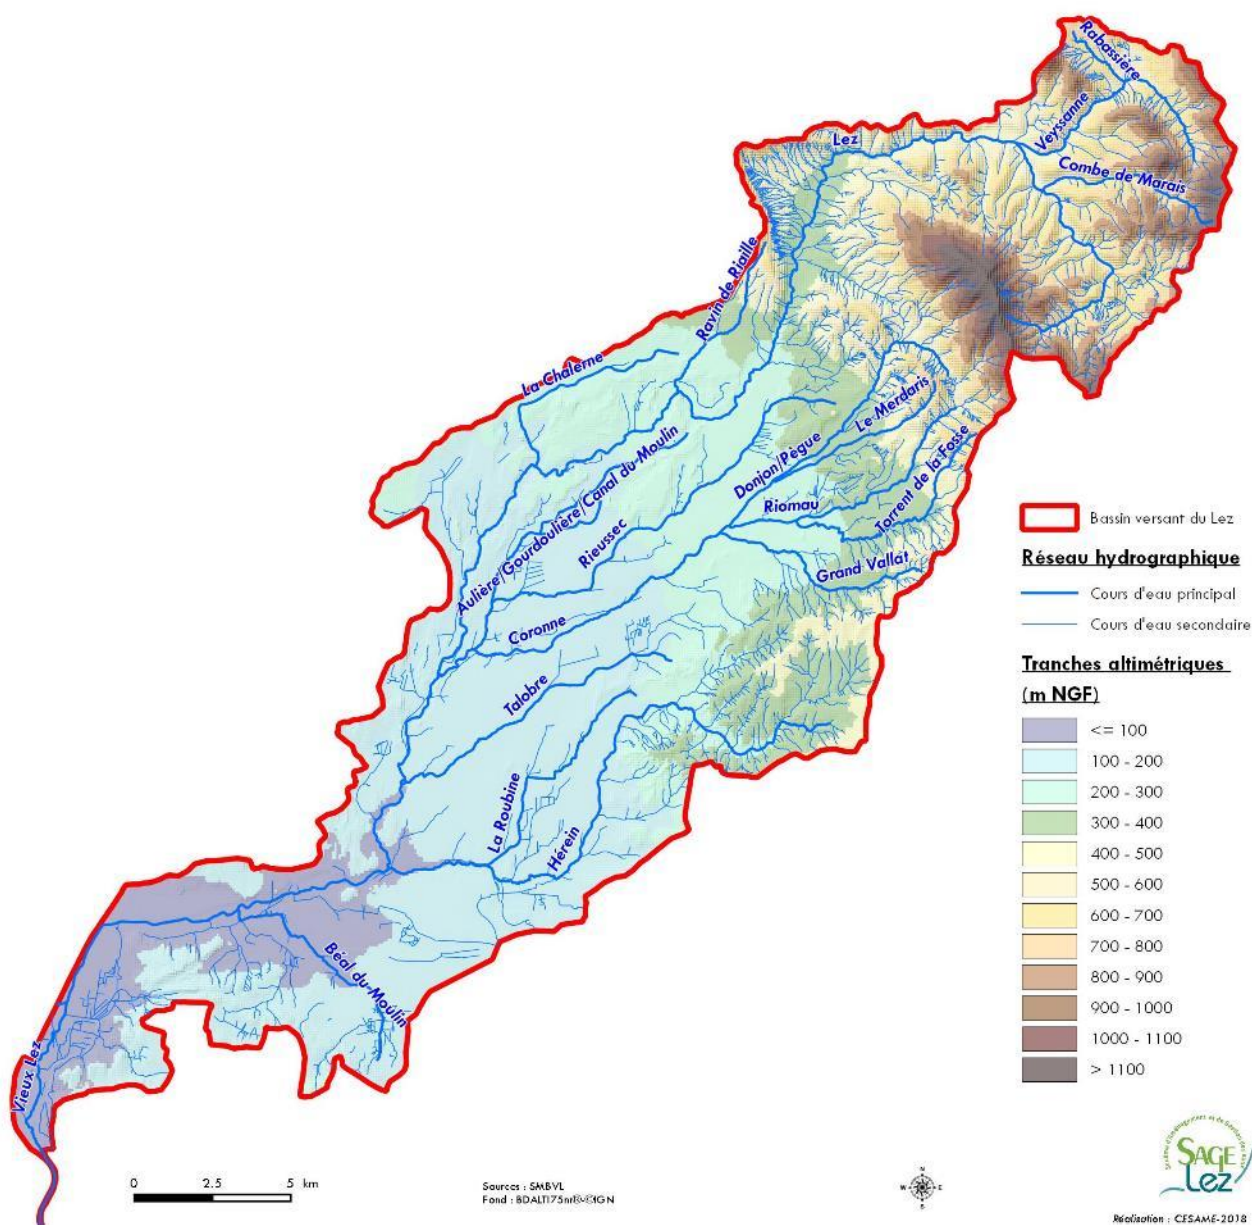 Rabassière
Veyssanne
Lez
Combe de Marais
Ravin de Riaille
La Chalerne
Le Merdaris
Donjon/Pègue
Aulière/Gourdoulière/Canal du Moulin
Riomau
Torrent de la Fosse
Rieussec
Grand Vallat
Coronne
Talobre
La Roubine
Hérein
Béal du Moulin
Vieux Lez
Bassin versant du Lez
Réseau hydrographique
Cours d'eau principal
Cours d'eau secondaire
Tranches altimétriques
(m NGF)
<= 100
100 - 200
200 - 300
300 - 400
400 - 500
500 - 600
600 - 700
700 - 800
800 - 900
900 - 1000
1000 - 1100
> 1100
0 2.5 5 km
Sources : SMBVL
Fond :
N
W E
S
SAGE
Lez
Réalisation : CESAME-2018